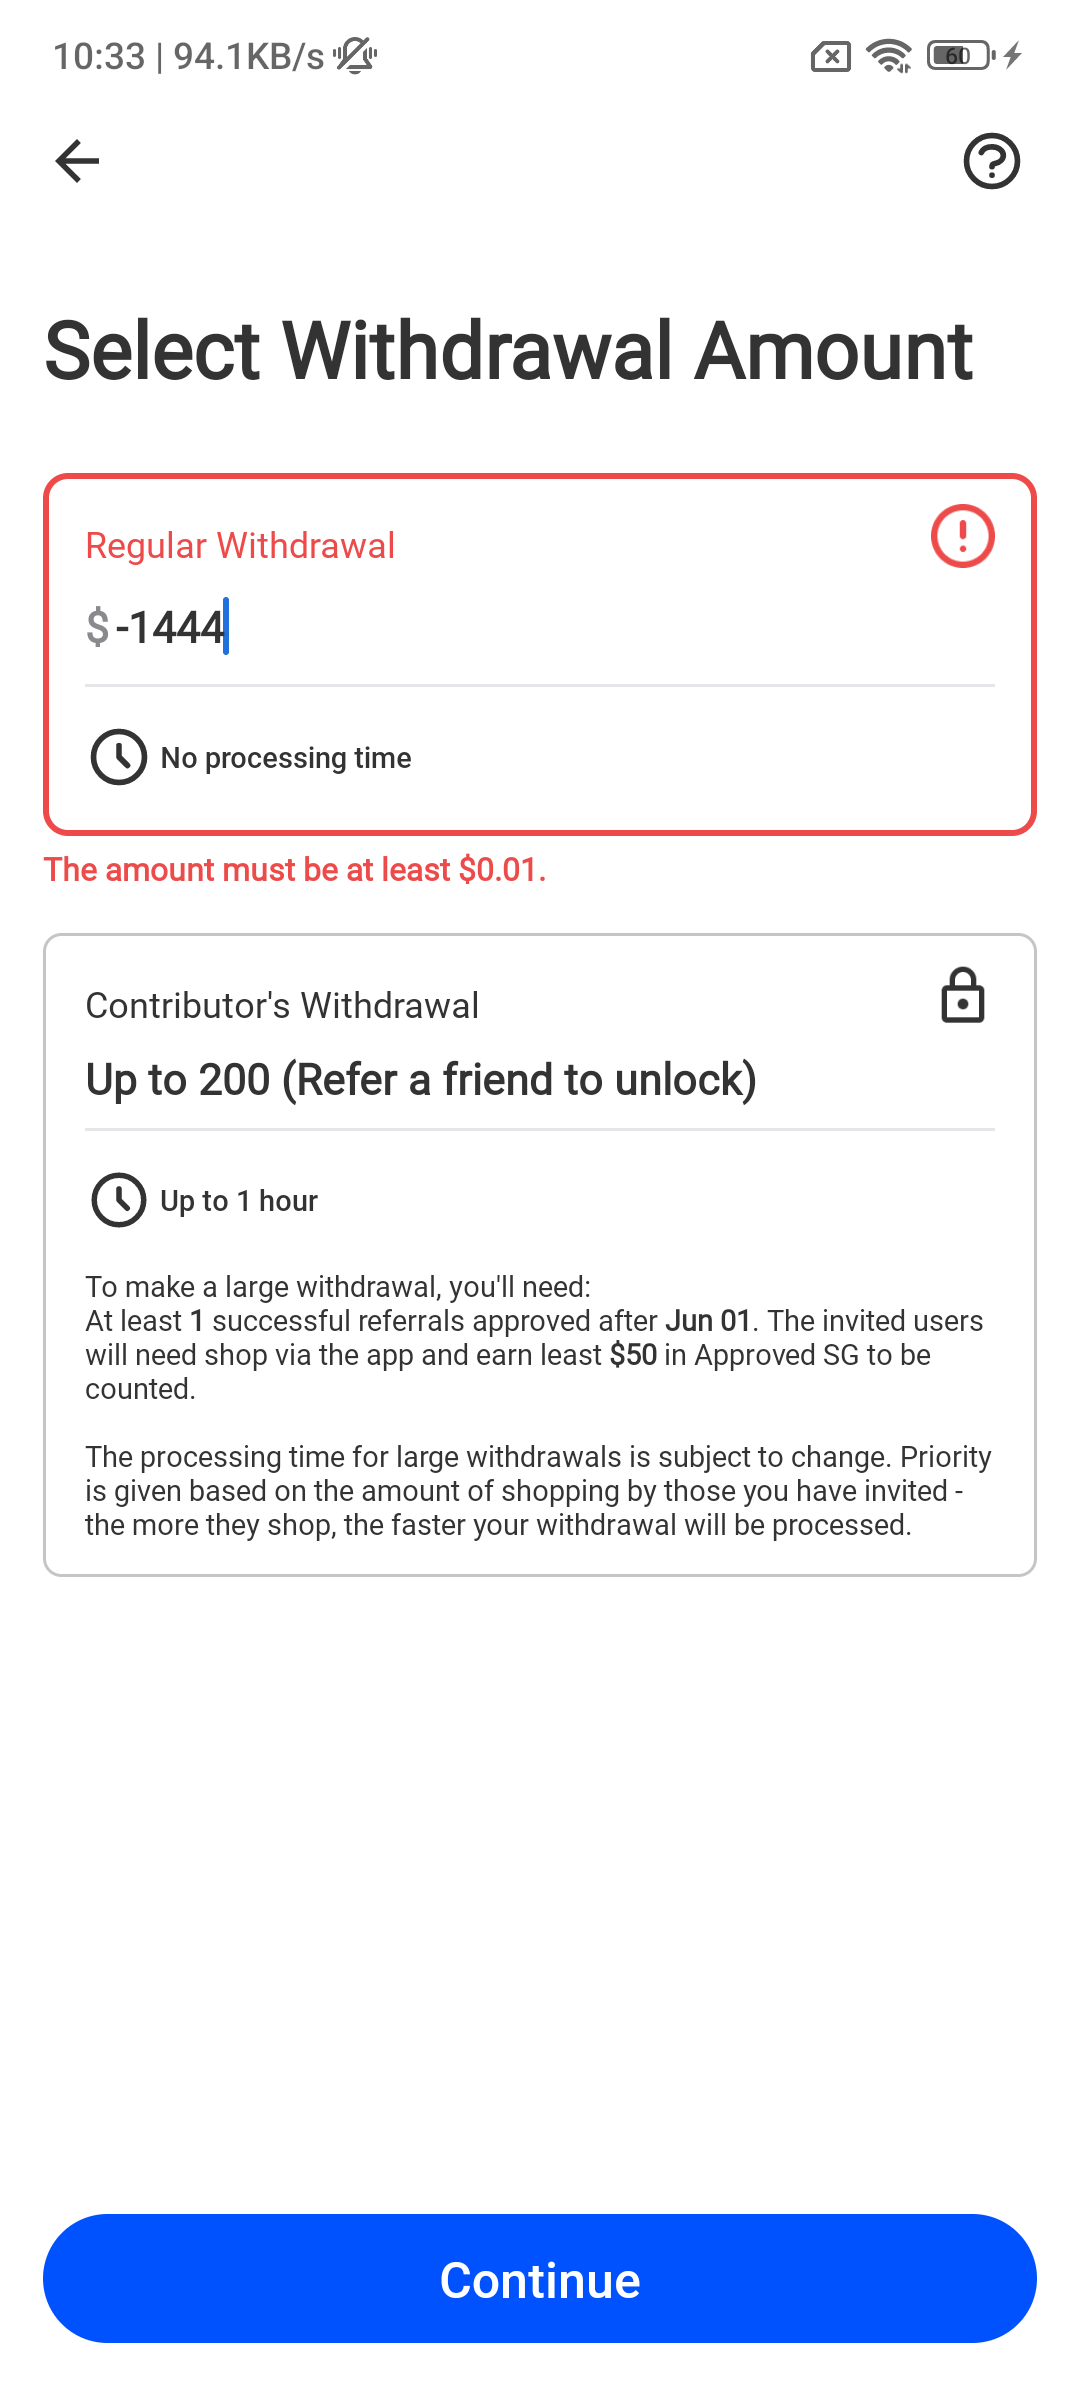 10:33 | 94.1KB/s
60
Select Withdrawal Amount
Regular Withdrawal
$ -1444
No processing time
The amount must be at least $0.01.
Contributor's Withdrawal
Up to 200 (Refer a friend to unlock)
Up to 1 hour
To make a large withdrawal, you'll need:
At least 1 successful referrals approved after Jun 01. The invited users
will need shop via the app and earn least $50 in Approved SG to be
counted.
The processing time for large withdrawals is subject to change. Priority
is given based on the amount of shopping by those you have invited -
the more they shop, the faster your withdrawal will be processed.
Continue